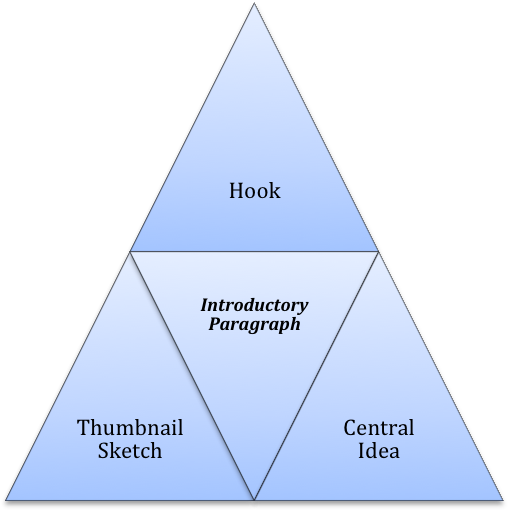 Hook
Introductory
Paragraph
Thumbnail
Sketch
Central
Idea